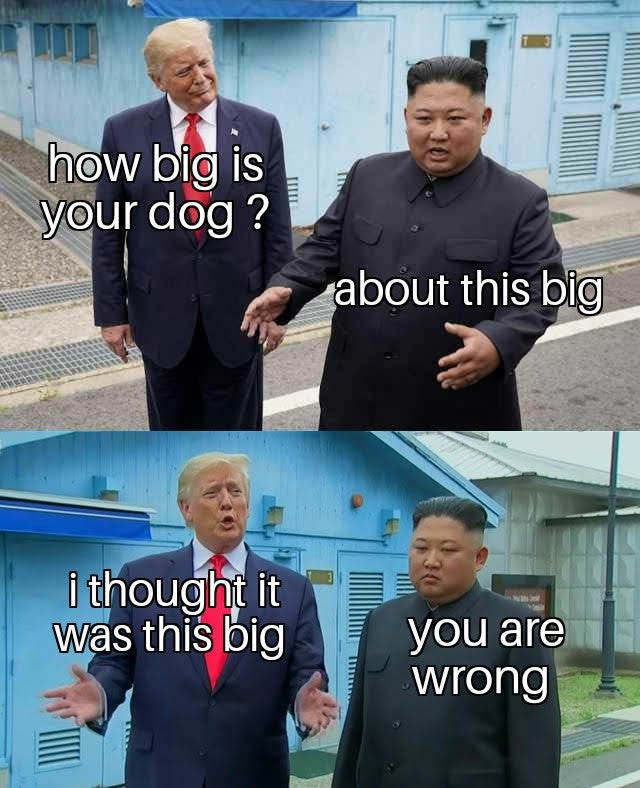 how big is
your dog ?
about this big
i thought it
was this big
you are
wrong